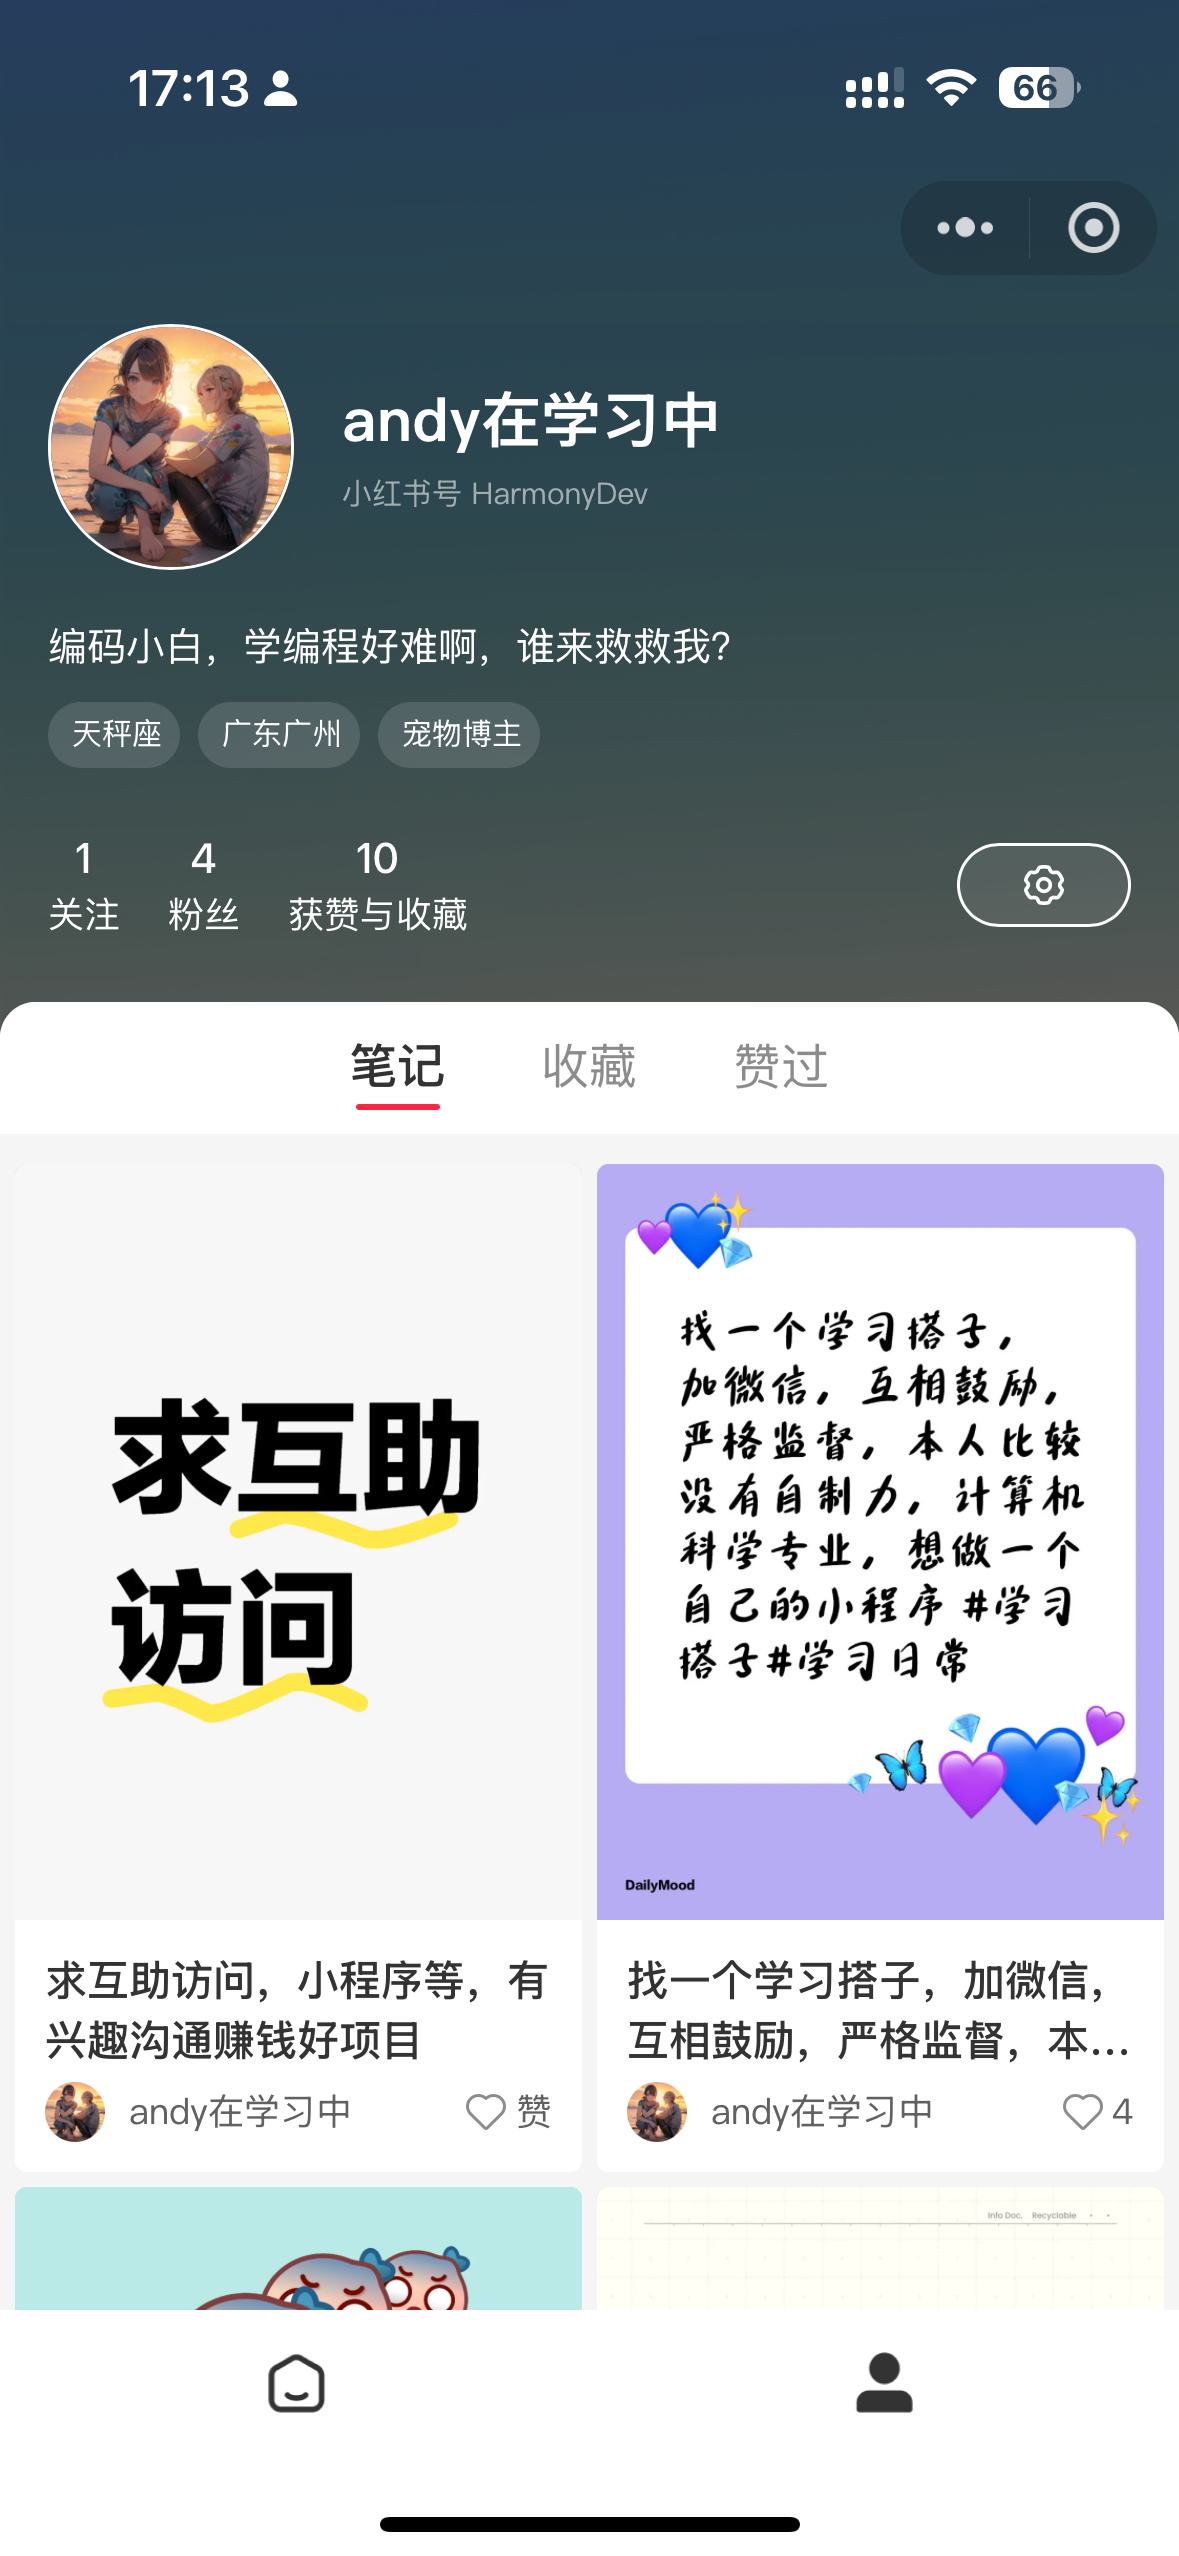 17:13
66
andy在学习中
小红书号 HarmonyDev
编码小白，学编程好难啊，谁来救救我?
天秤座 广东广州 宠物博主
1 4 10
关注 粉丝 获赞与收藏
笔记 收藏 赞过
求互助
访问
求互助访问，小程序等，有
兴趣沟通赚钱好项目
andy在学习中 赞
找一个学习搭子，
加微信，互相鼓励，
严格监督，本人比较
没有自制力，计算机
科学专业，想做一个
自己的小程序 #学习
搭子#学习日常
DailyMood
找一个学习搭子，加微信，
互相鼓励，严格监督，本...
andy在学习中 4
Info Doc. Recyclable